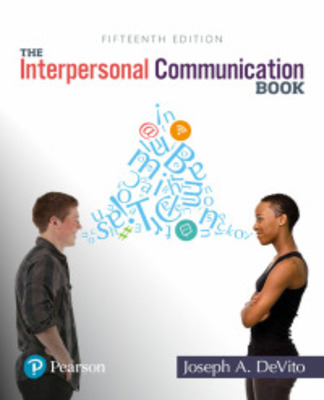 FIFTEENTH EDITION
THE
Interpersonal Communication
BOOK
Pearson
Joseph A. DeVito